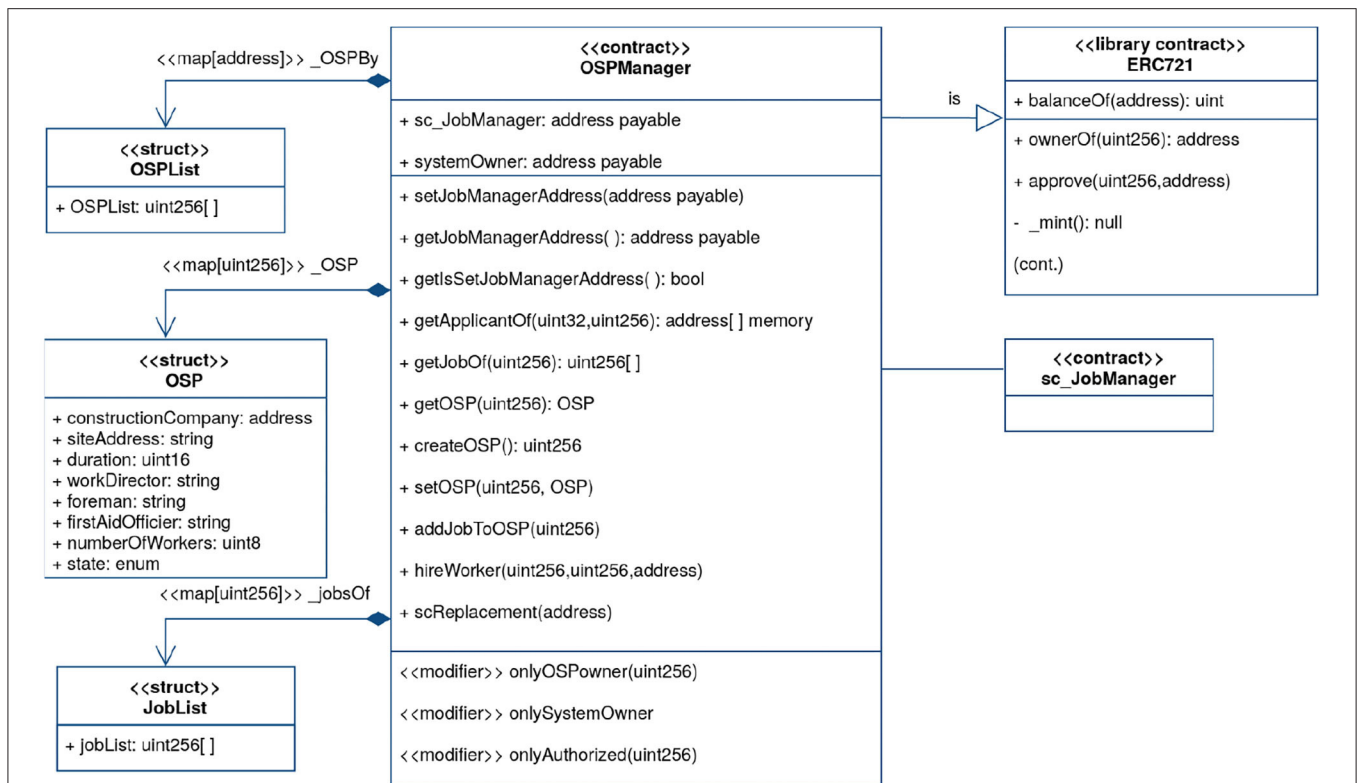 <<map[address]>> _OSPBy
<<struct>>
OSPList
+ OSPList: uint256[ ]
<<map[uint256]>> _OSP
<<struct>>
OSP
+ constructionCompany: address
+ siteAddress: string
+ duration: uint16
+ workDirector: string
+ foreman: string
+ firstAidOfficier: string
+ numberOfWorkers: uint8
+ state: enum
<<map[uint256]>> _jobsOf
<<struct>>
JobList
+ jobList: uint256[ ]
<<contract>>
OSPManager
+ sc_JobManager: address payable
+ systemOwner: address payable
+ setJobManagerAddress(address payable)
+ getJobManagerAddress( ): address payable
+ getIsSetJobManagerAddress( ): bool
+ getApplicantOf(uint32,uint256): address[ ] memory
+ getJobOf(uint256): uint256[ ]
+ getOSP(uint256): OSP
+ createOSP(): uint256
+ setOSP(uint256, OSP)
+ addJobToOSP(uint256)
+ hireWorker(uint256,uint256,address)
+ scReplacement(address)
<<modifier>> onlyOSPowner(uint256)
<<modifier>> onlySystemOwner
<<modifier>> onlyAuthorized(uint256)
is
<<library contract>>
ERC721
+ balanceOf(address): uint
+ ownerOf(uint256): address
+ approve(uint256,address)
- _mint(): null
(cont.)
<<contract>>
sc_JobManager